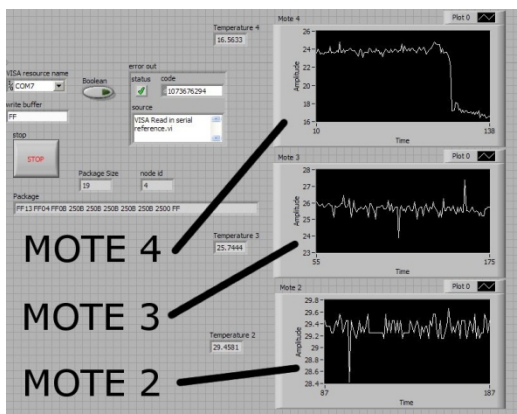 Temperature 4
16.5633
VISA resource name
COM7
Boolean
error out
status
code
1073676294
write buffer
FF
source
VISA Read in serial
reference.vi
stop
STOP
Package Size
19
node id
4
Package
FF13 FF04 FF0B 250B 250B 250B 250B 250B 2500 FF
Mote 4
Plot 0
Amplitude
26
24
22
20
18
16
10
138
Time
MOTE 4
Temperature 3
25.7444
Mote 3
Plot 0
Amplitude
28
27
26
25
24
23
55
175
Time
MOTE 3
Temperature 2
29.4581
Mote 2
Plot 0
Amplitude
29.8
29.6
29.4
29.2
29
28.8
28.6
28.4
87
187
Time
MOTE 2